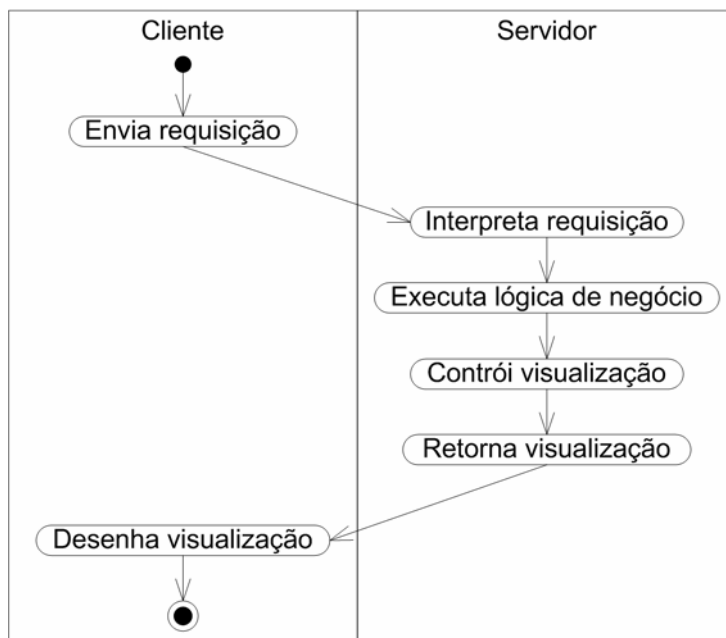 Cliente
Servidor
Envia requisição
Interpreta requisição
Executa lógica de negócio
Contrói visualização
Retorna visualização
Desenha visualização